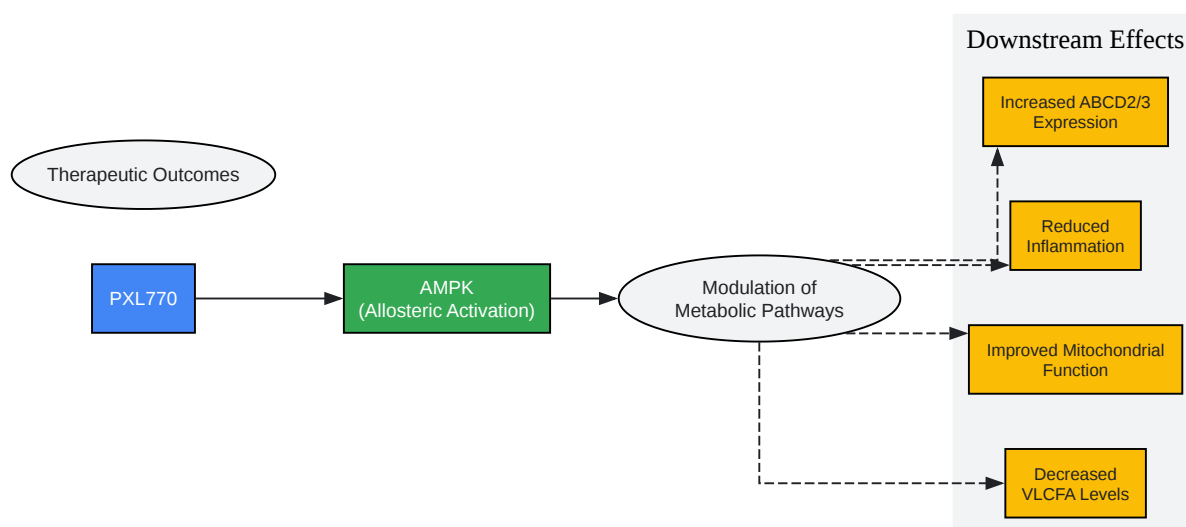 Downstream Effects
Increased ABCD2/3
Expression
Therapeutic Outcomes
Reduced
Inflammation
PXL770
AMPK
(Allosteric Activation)
Modulation of
Metabolic Pathways
Improved Mitochondrial
Function
Decreased
VLCFA Levels